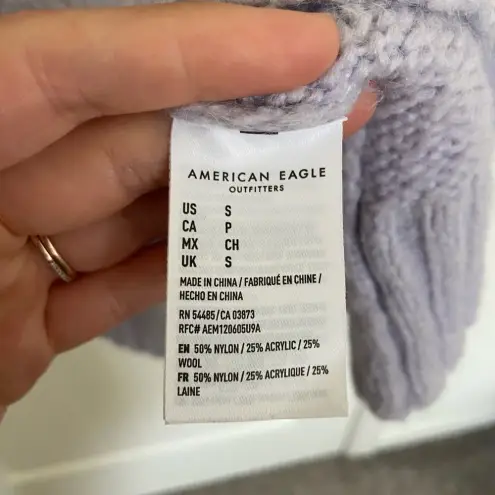 AMERICAN EAGLE
OUTFITTERS
US S
CA P
MX CH
UK S
MADE IN CHINA / FABRIQUÉ EN CHINE /
HECHO EN CHINA
RN 54485/CA 03873
RFC# AEM120605U9A
EN 50% NYLON / 25% ACRYLIC / 25%
WOOL
FR 50% NYLON / 25% ACRYLIQUE / 25%
LAINE